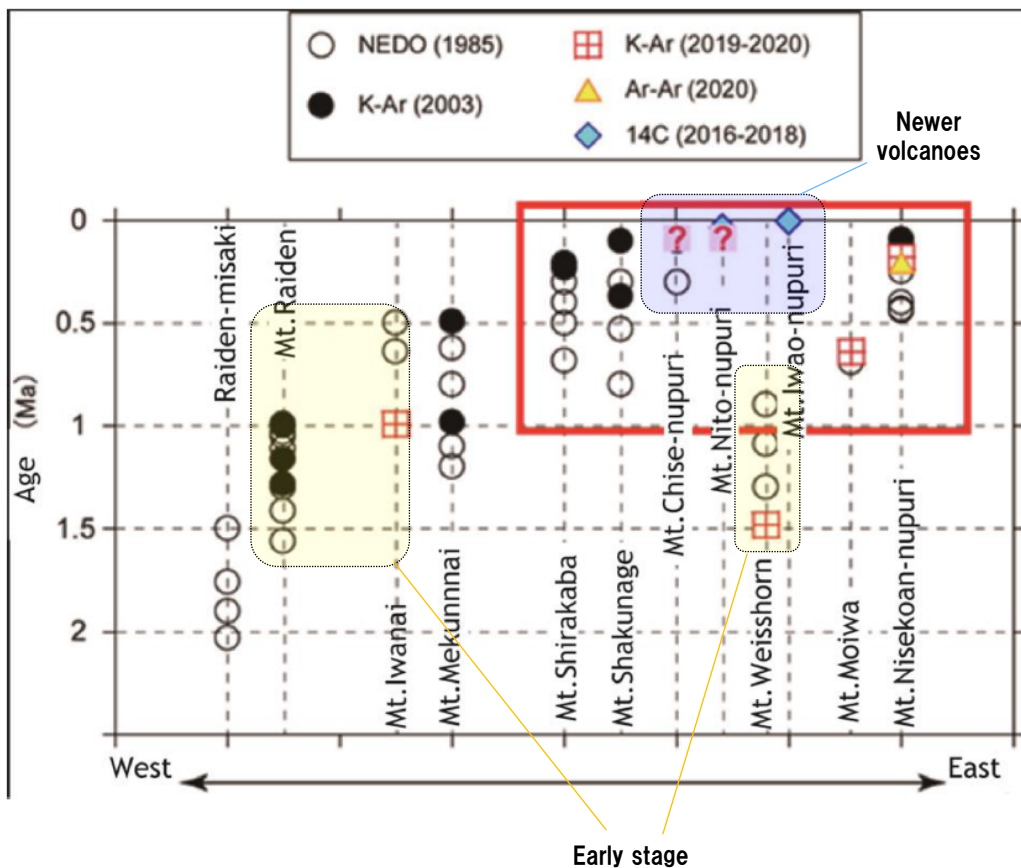 NEDO (1985)
K-Ar (2003)
K-Ar (2019-2020)
Ar-Ar (2020)
14C (2016-2018)
Newer
volcanoes
0
0.5
1
1.5
2
Age (Ma)
Raiden-misaki
Mt.Raiden
Mt.Iwanai
Mt.Mekunnnai
Mt.Shirakaba
Mt.Shakunage
Mt.Chise-nupuri
Mt.Nito-nupuri
Mt.Weisshorn
Mt.Iwao-nupuri
Mt.Moiwa
Mt.Nisekoan-nupuri
?
?
West
East
Early stage